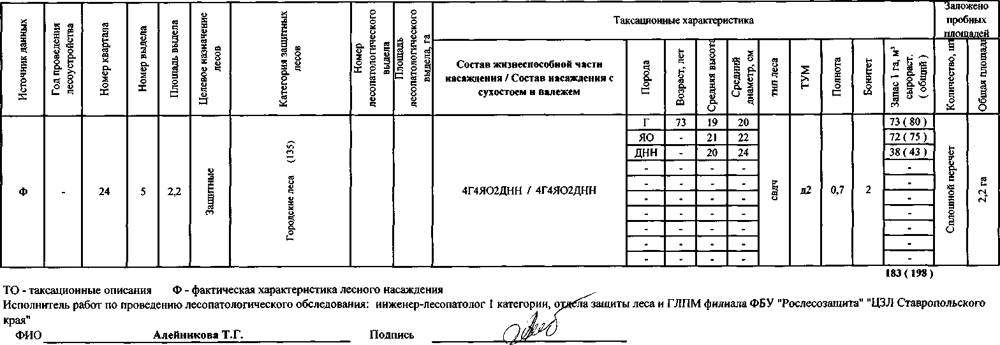 Источник данных
Год проведения
лесоустройства
Номер квартала
Номер выдела
Площадь выдела
Целевое назначение
лесов
Категория защитных
лесов
Номер
лесопатологического
выдела
Площадь
лесопатологического
выдела, га
Таксационные характеристика
Заложено
пробных
площадей
Состав жизнеспособной части
насаждения / Состав насаждения с
сухостоем и валежем
Порода
Возраст, лет
Средняя высота
Средний
диаметр, см
тип леса
ТУМ
Полнота
Бонитет
Запас 1 га, м³
сырораст.
( общий )
Количество, шт
Общая площадь
Ф - 24 5 2,2 Защитные Городские леса (135) 4Г4ЯО2ДНН / 4Г4ЯО2ДНН свдч д2 0,7 2 Сплошной перечет 2,2 га
Г 73 19 20 73 ( 80 )
ЯО - 21 22 72 ( 75 )
ДНН - 20 24 38 ( 43 )
- - - - -
- - - - -
- - - - -
- - - - -
- - - - -
- - - - -
183 ( 198 )
ТО - таксационные описания Ф - фактическая характеристика лесного насаждения
Исполнитель работ по проведению лесопатологического обследования: инженер-лесопатолог 1 категории, отдела защиты леса и ГЛПМ филиала ФБУ "Рослесозащита" "ЦЗЛ Ставропольского
края"
ФИО Алейникова Т.Г. Подпись